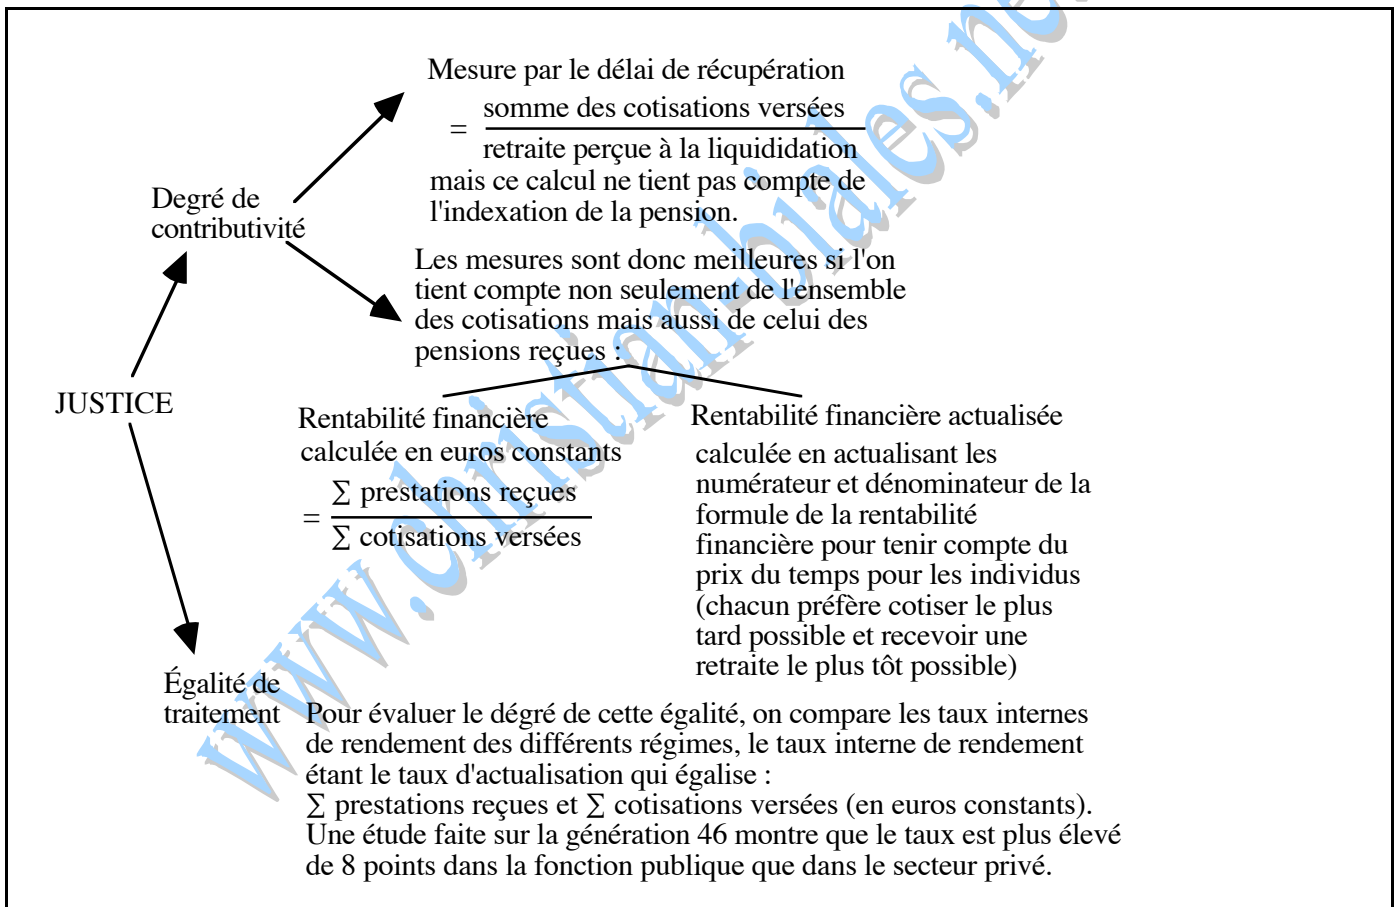 Mesure par le délai de récupération
= somme des cotisations versées
retraite perçue à la liquididation
mais ce calcul ne tient pas compte de
l'indexation de la pension.
Degré de
contributivité
Les mesures sont donc meilleures si l'on
tient compte non seulement de l'ensemble
des cotisations mais aussi de celui des
pensions reçues :
JUSTICE
Rentabilité financière
calculée en euros constants
= ∑ prestations reçues
∑ cotisations versées
Rentabilité financière actualisée
calculée en actualisant les
numérateur et dénominateur de la
formule de la rentabilité
financière pour tenir compte du
prix du temps pour les individus
(chacun préfère cotiser le plus
tard possible et recevoir une
retraite le plus tôt possible)
Égalité de
traitement
Pour évaluer le dégré de cette égalité, on compare les taux internes
de rendement des différents régimes, le taux interne de rendement
étant le taux d'actualisation qui égalise :
∑ prestations reçues et ∑ cotisations versées (en euros constants).
Une étude faite sur la génération 46 montre que le taux est plus élevé
de 8 points dans la fonction publique que dans le secteur privé.
www.christian-biales.ne